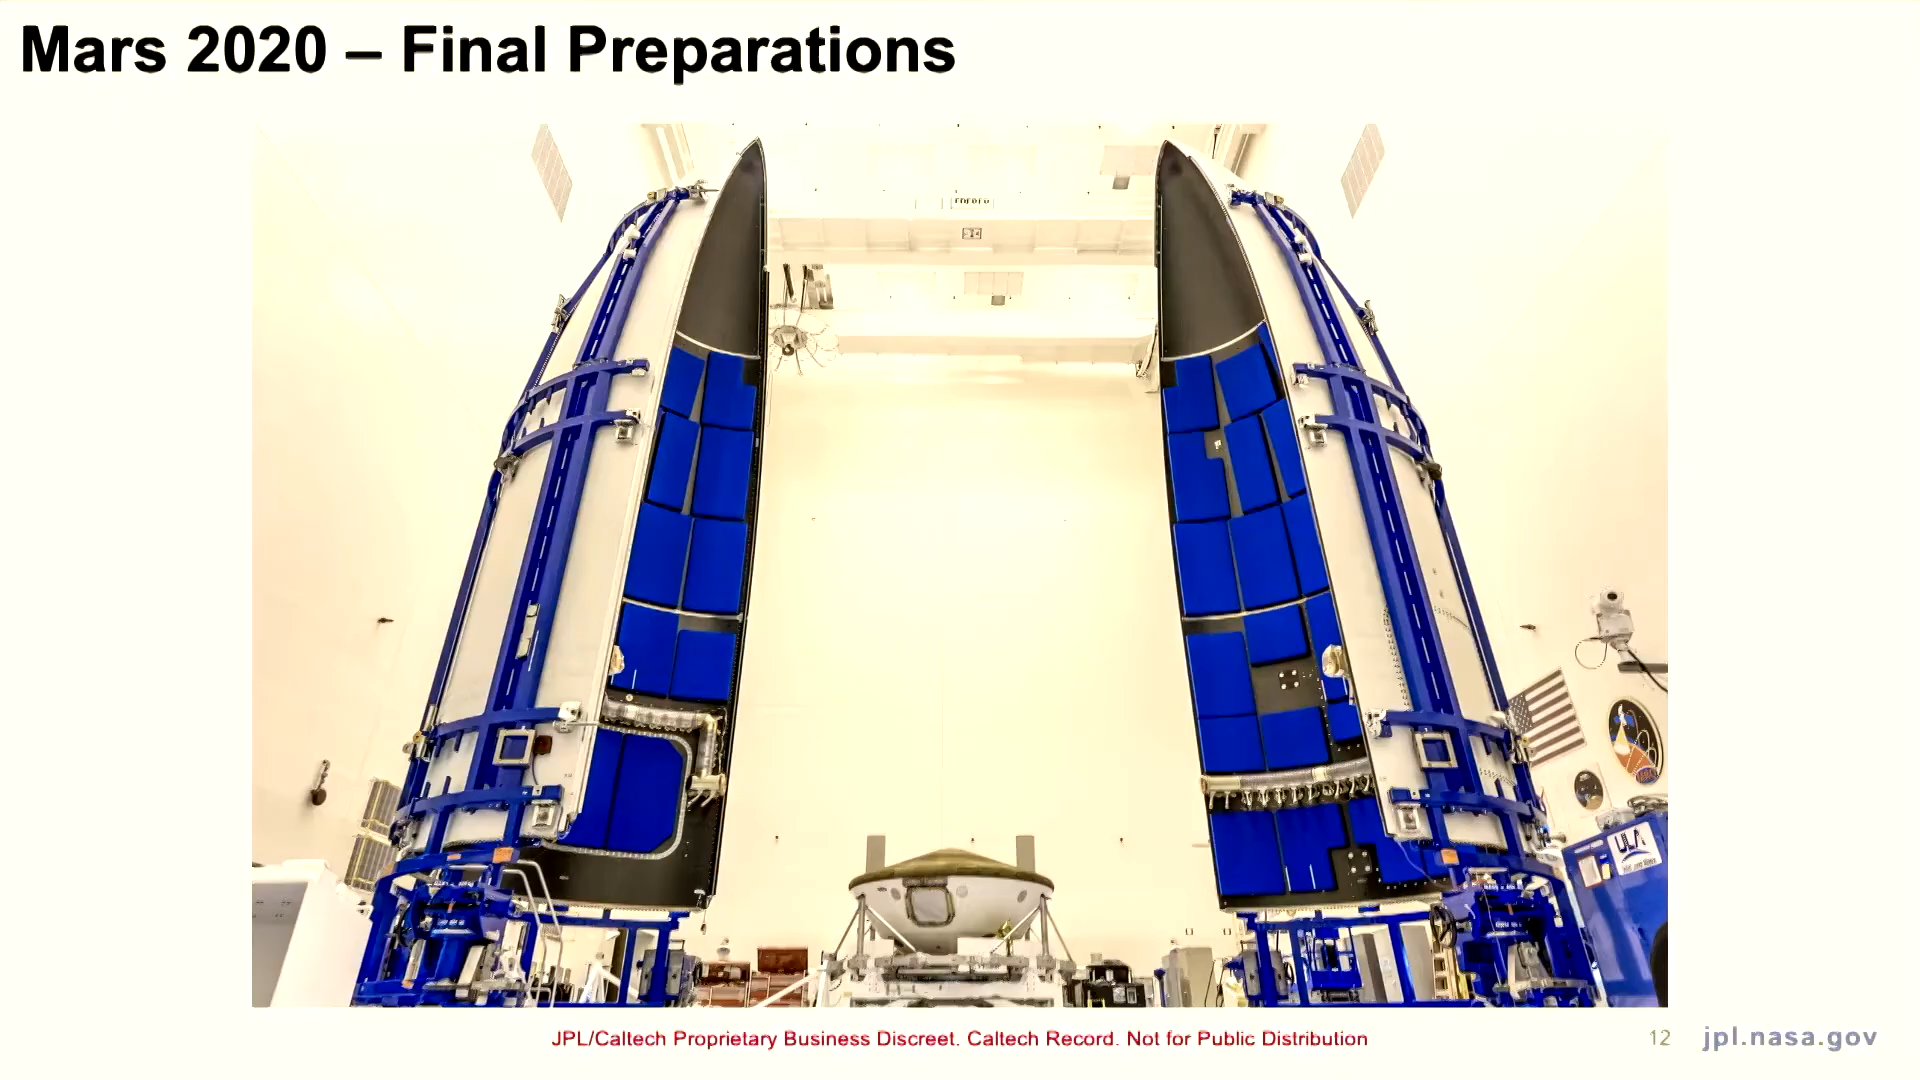 Mars 2020 – Final Preparations
ULA
JPL/Caltech Proprietary Business Discreet. Caltech Record. Not for Public Distribution
12
jpl.nasa.gov